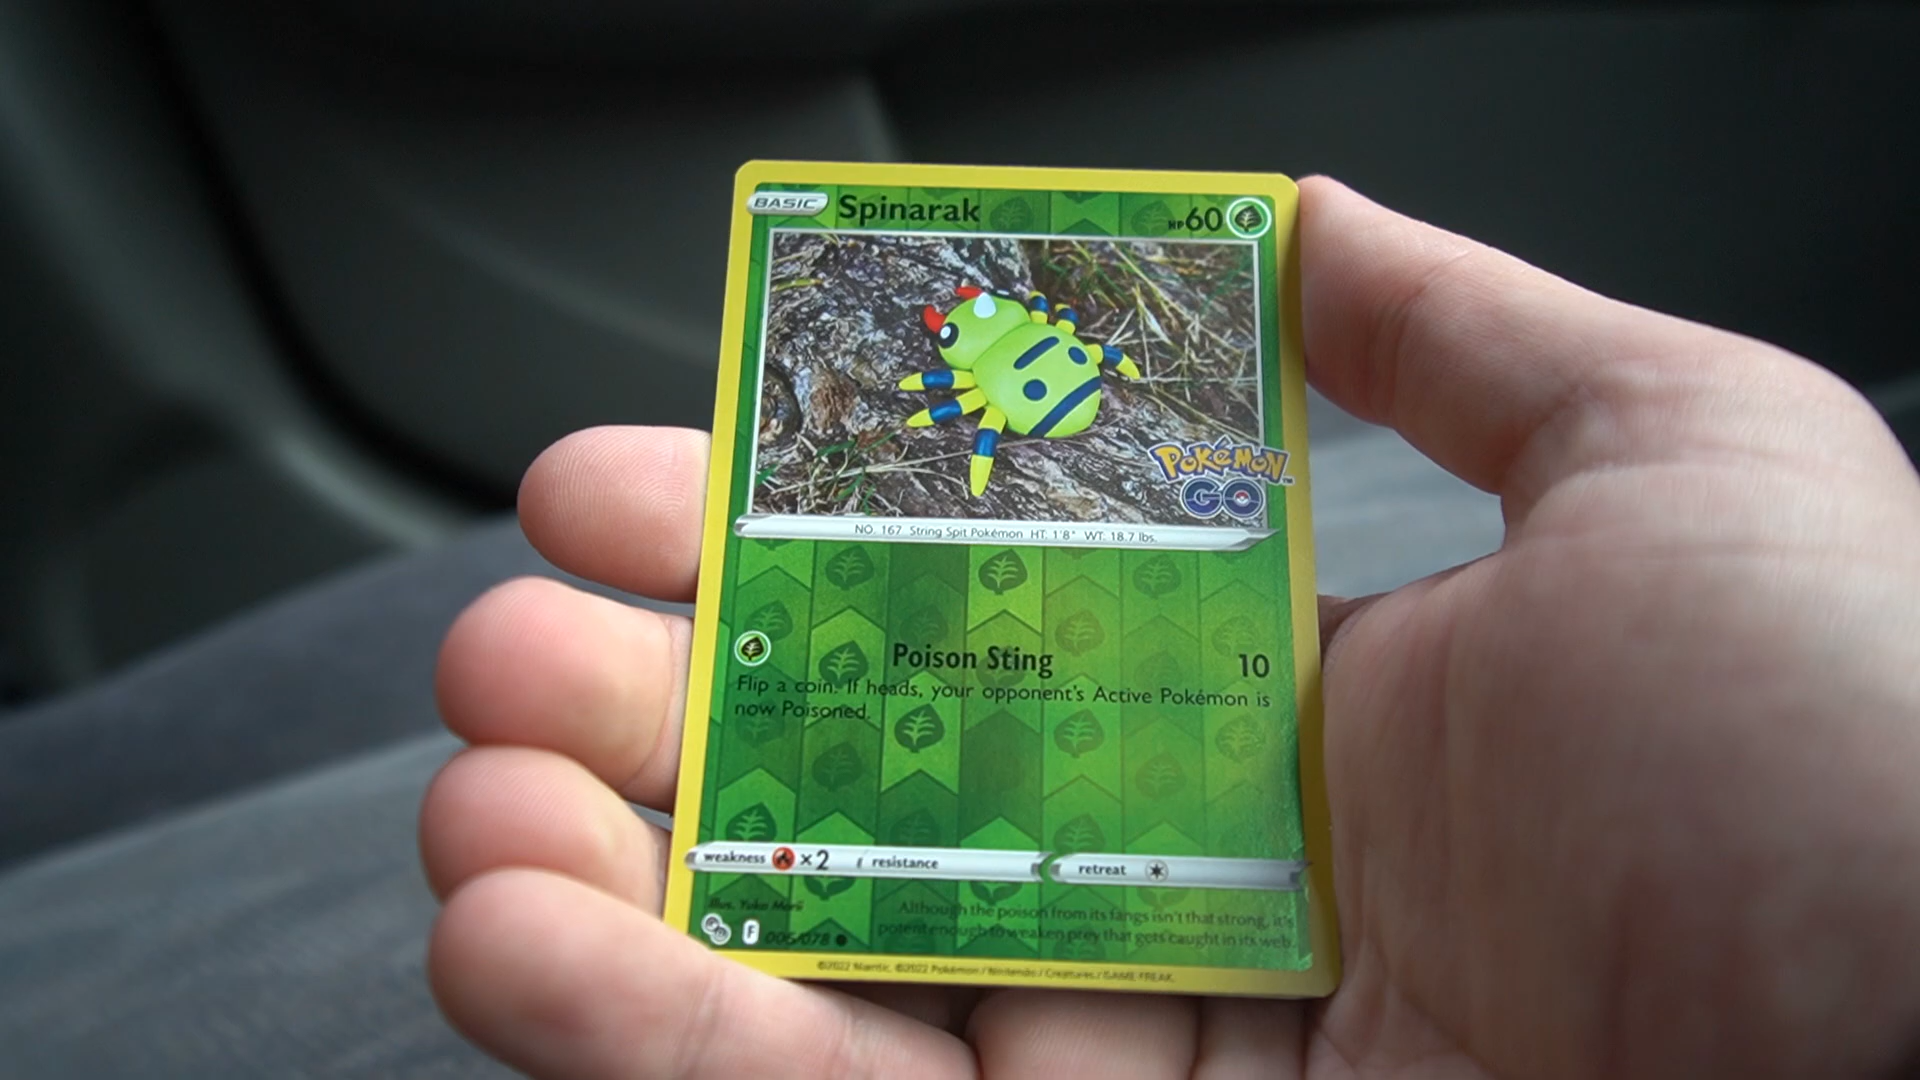 BASIC Spinarak HP60
POKÉMON™
GO
NO. 167 String Spit Pokémon HT: 1'8" WT: 18.7 lbs.
Poison Sting 10
Flip a coin. If heads, your opponent's Active Pokémon is
now Poisoned.
weakness ×2 resistance retreat
Illus. Yuka Morii
Although the poison from its fangs isn't that strong, it's
potent enough to weaken prey that gets caught in its web.
F 006/078
©2022 Niantic, ©2022 Pokémon / Nintendo / Creatures / GAME FREAK.